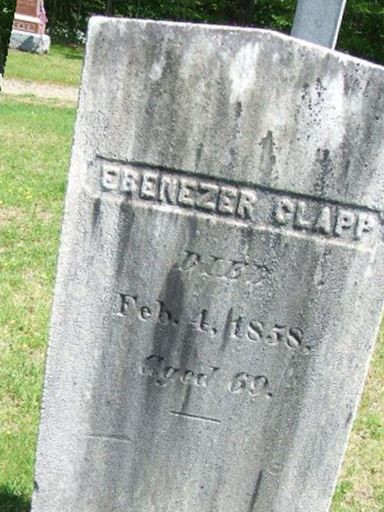 EBENEZER CLAPP
DIED
Feb. 4, 1858.
Aged 69.